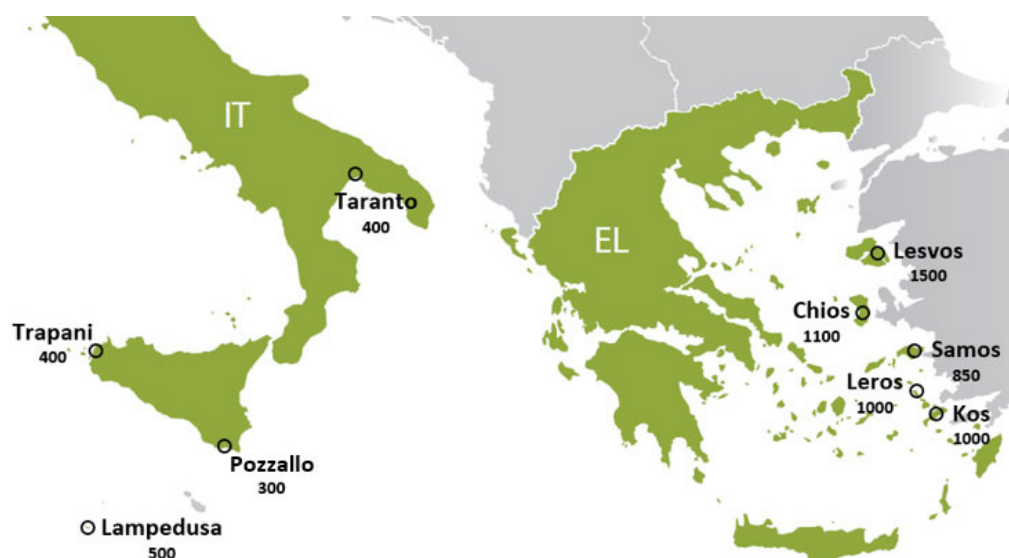 IT
Taranto
400
Trapani
400
Pozzallo
300
Lampedusa
500
EL
Lesvos
1500
Chios
1100
Samos
850
Leros
1000
Kos
1000